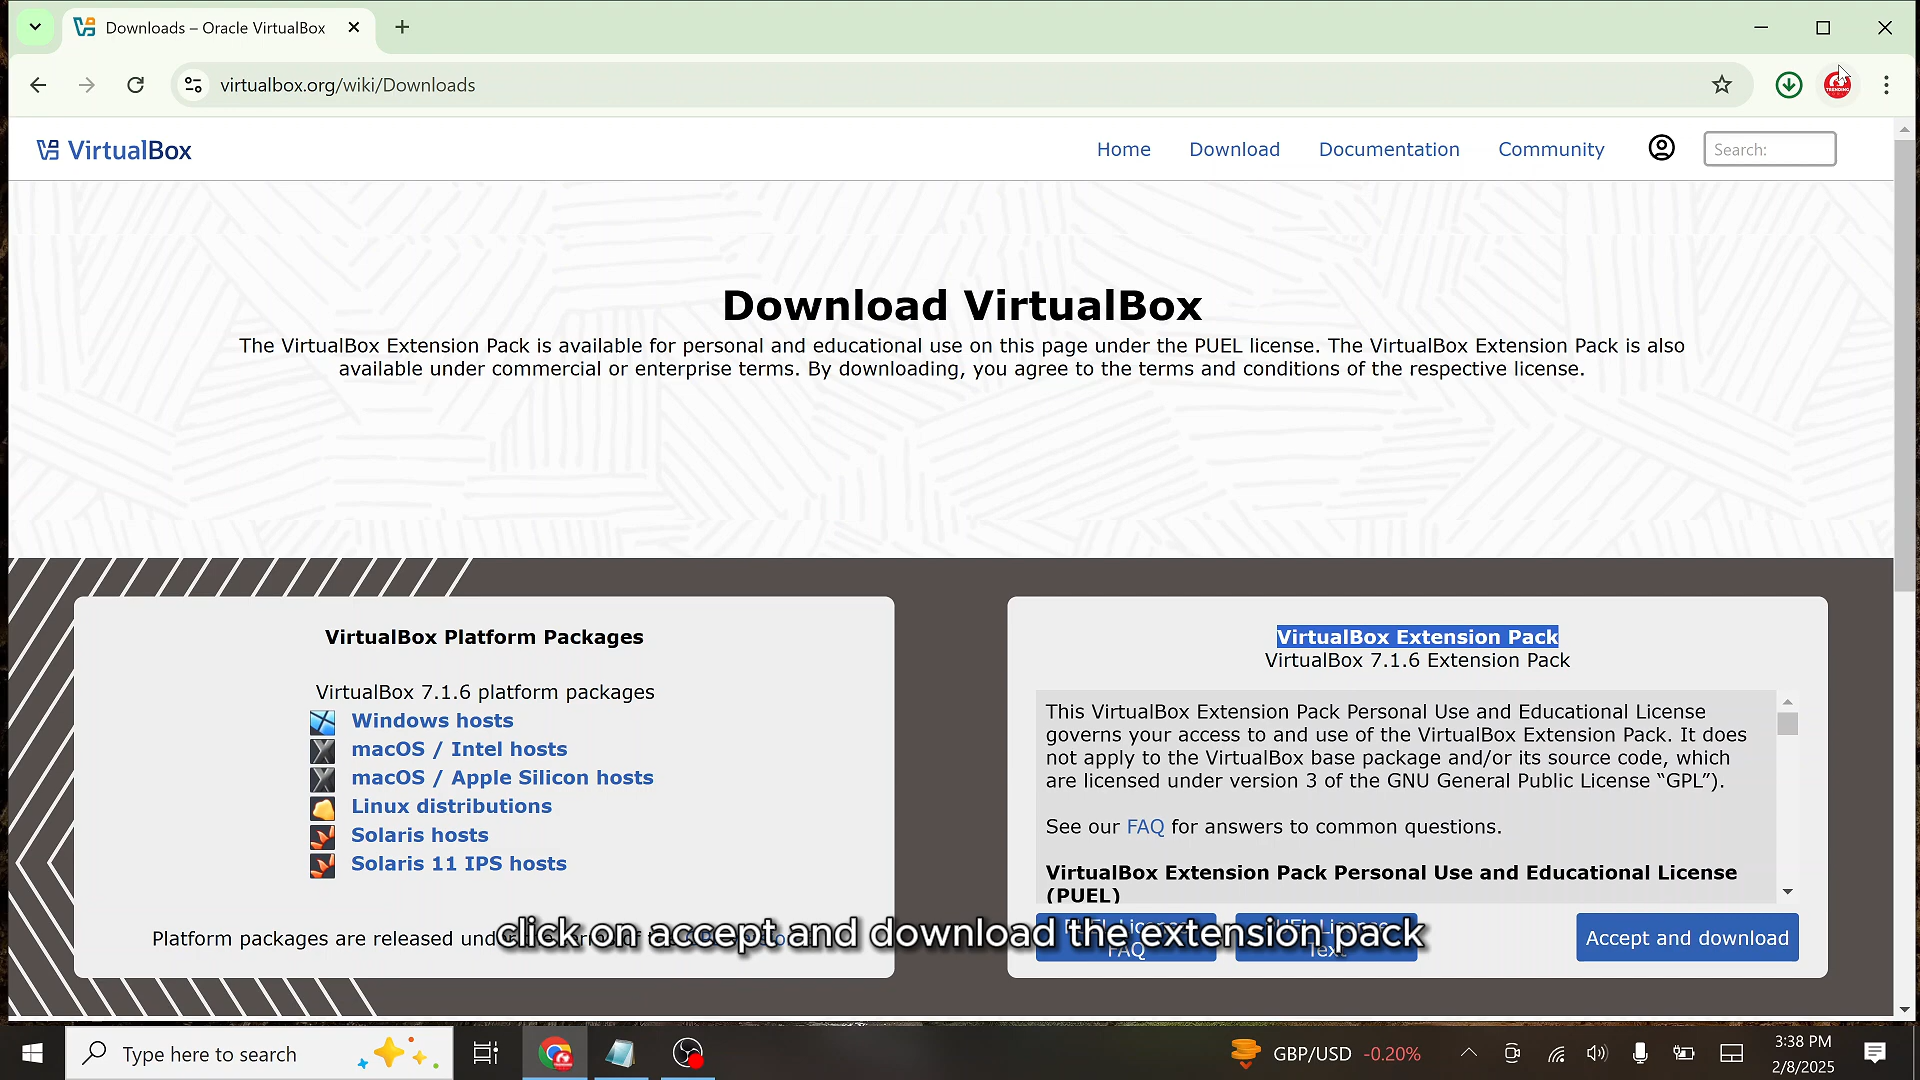 Downloads – Oracle VirtualBox
virtualbox.org/wiki/Downloads
TRENDING
VirtualBox
Home
Download
Documentation
Community
Search:
Download VirtualBox
The VirtualBox Extension Pack is available for personal and educational use on this page under the PUEL license. The VirtualBox Extension Pack is also
available under commercial or enterprise terms. By downloading, you agree to the terms and conditions of the respective license.
VirtualBox Platform Packages
VirtualBox 7.1.6 platform packages
Windows hosts
macOS / Intel hosts
macOS / Apple Silicon hosts
Linux distributions
Solaris hosts
Solaris 11 IPS hosts
Platform packages are released
VirtualBox Extension Pack
VirtualBox 7.1.6 Extension Pack
This VirtualBox Extension Pack Personal Use and Educational License
governs your access to and use of the VirtualBox Extension Pack. It does
not apply to the VirtualBox base package and/or its source code, which
are licensed under version 3 of the GNU General Public License “GPL”).
See our FAQ for answers to common questions.
VirtualBox Extension Pack Personal Use and Educational License
(PUEL)
FAQ
Text
Accept and download
click on accept and download the extension pack
Type here to search
GBP/USD -0.20%
3:38 PM
2/8/2025